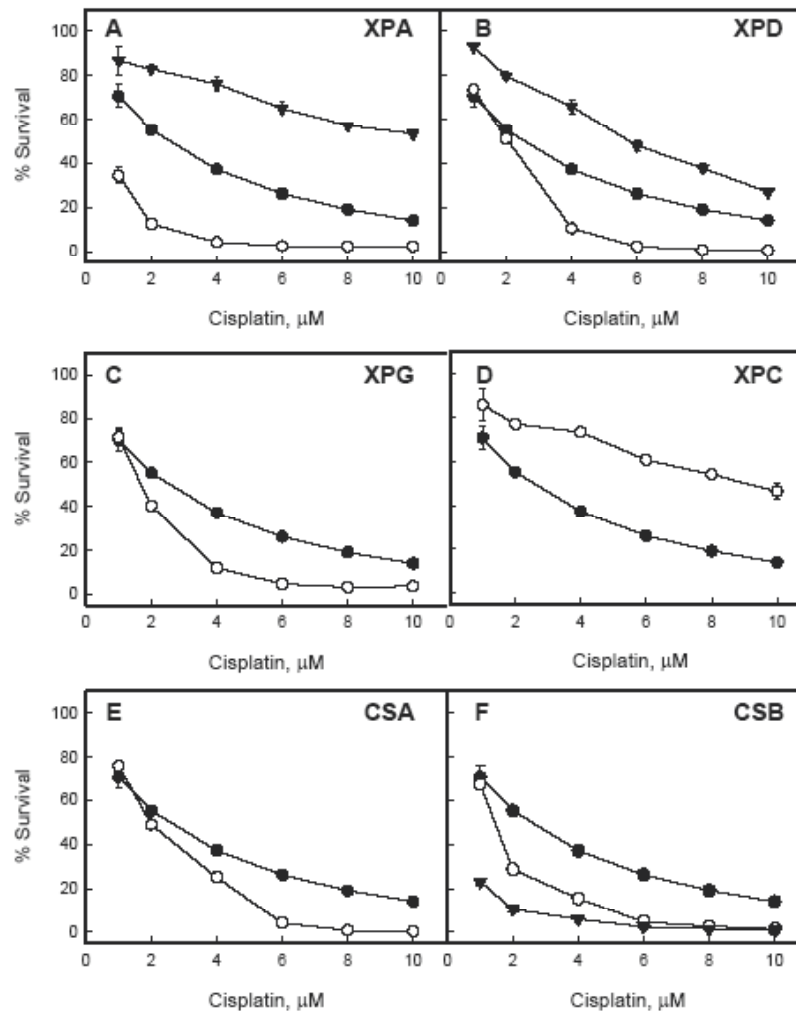 A XPA
B XPD
% Survival
100
80
60
40
20
0
0 2 4 6 8 10
0 2 4 6 8 10
Cisplatin, μM
Cisplatin, μM
C XPG
D XPC
% Survival
100
80
60
40
20
0
0 2 4 6 8 10
0 2 4 6 8 10
Cisplatin, μM
Cisplatin, μM
E CSA
F CSB
% Survival
100
80
60
40
20
0
0 2 4 6 8 10
0 2 4 6 8 10
Cisplatin, μM
Cisplatin, μM